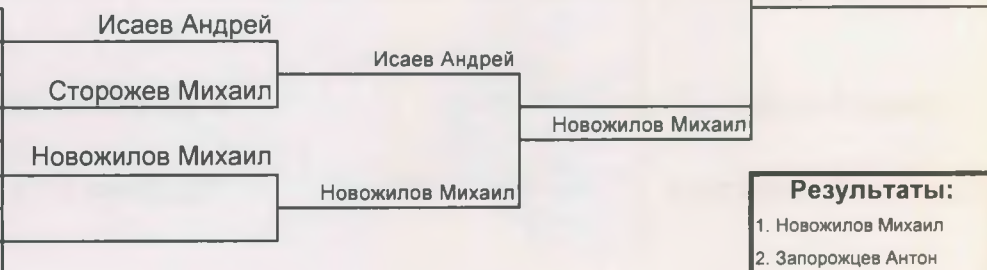 Исаев Андрей
Исаев Андрей
Сторожев Михаил
Новожилов Михаил
Новожилов Михаил
Новожилов Михаил
Результаты:
1. Новожилов Михаил
2. Запорожцев Антон